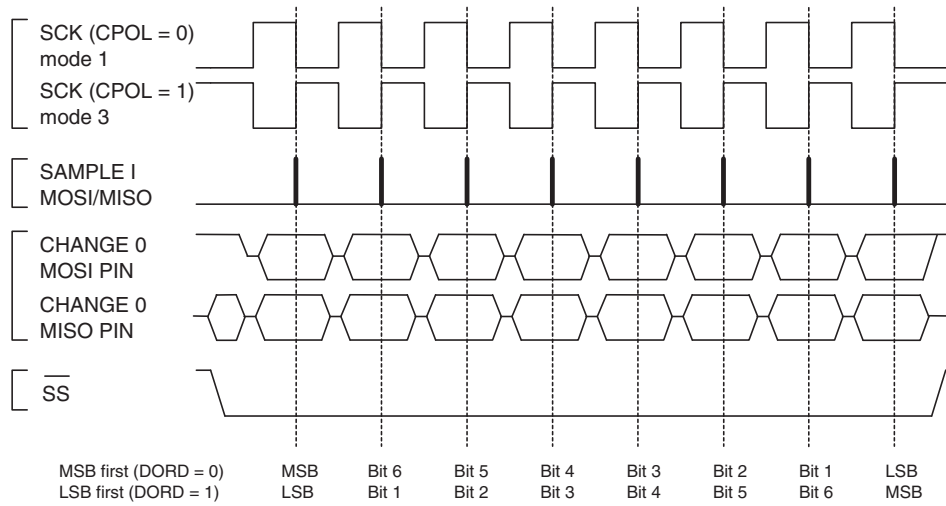 SCK (CPOL = 0)
mode 1
SCK (CPOL = 1)
mode 3
SAMPLE I
MOSI/MISO
CHANGE 0
MOSI PIN
CHANGE 0
MISO PIN
SS
MSB first (DORD = 0) MSB Bit 6 Bit 5 Bit 4 Bit 3 Bit 2 Bit 1 LSB
LSB first (DORD = 1) LSB Bit 1 Bit 2 Bit 3 Bit 4 Bit 5 Bit 6 MSB